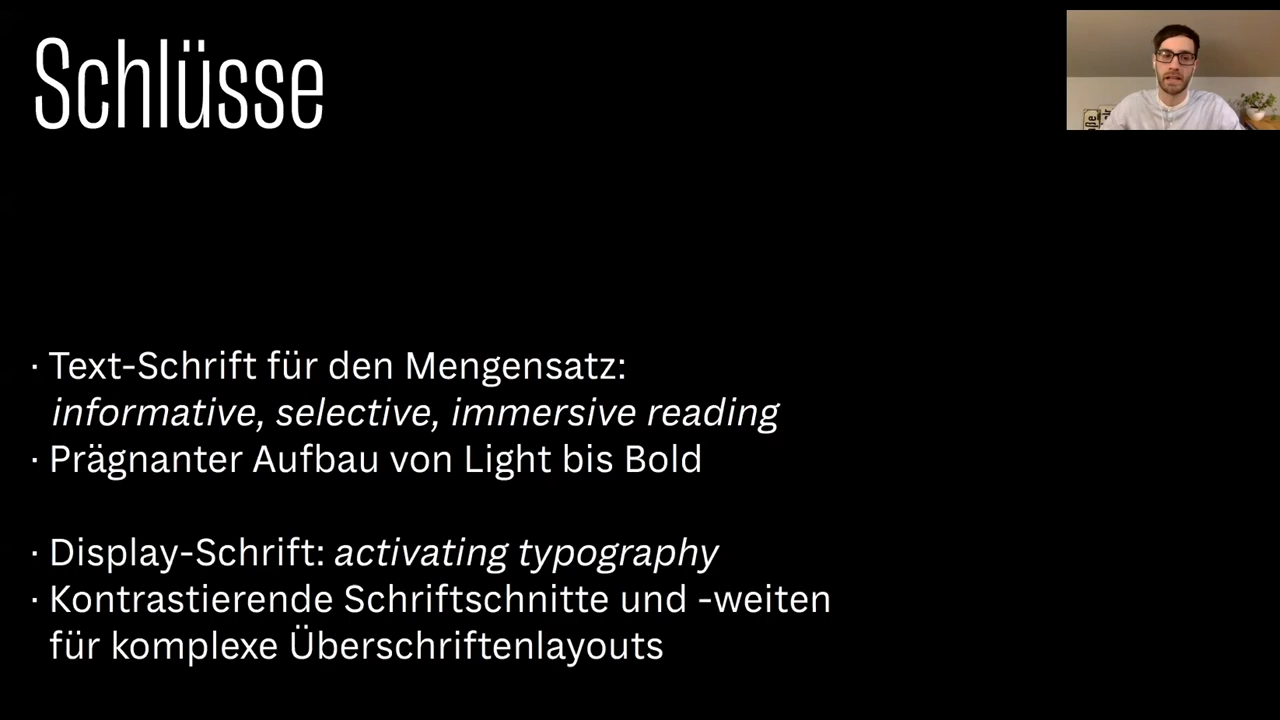 Schlüsse
· Text-Schrift für den Mengensatz:
informative, selective, immersive reading
· Prägnanter Aufbau von Light bis Bold
· Display-Schrift: activating typography
· Kontrastierende Schriftschnitte und -weiten
für komplexe Überschriftenlayouts